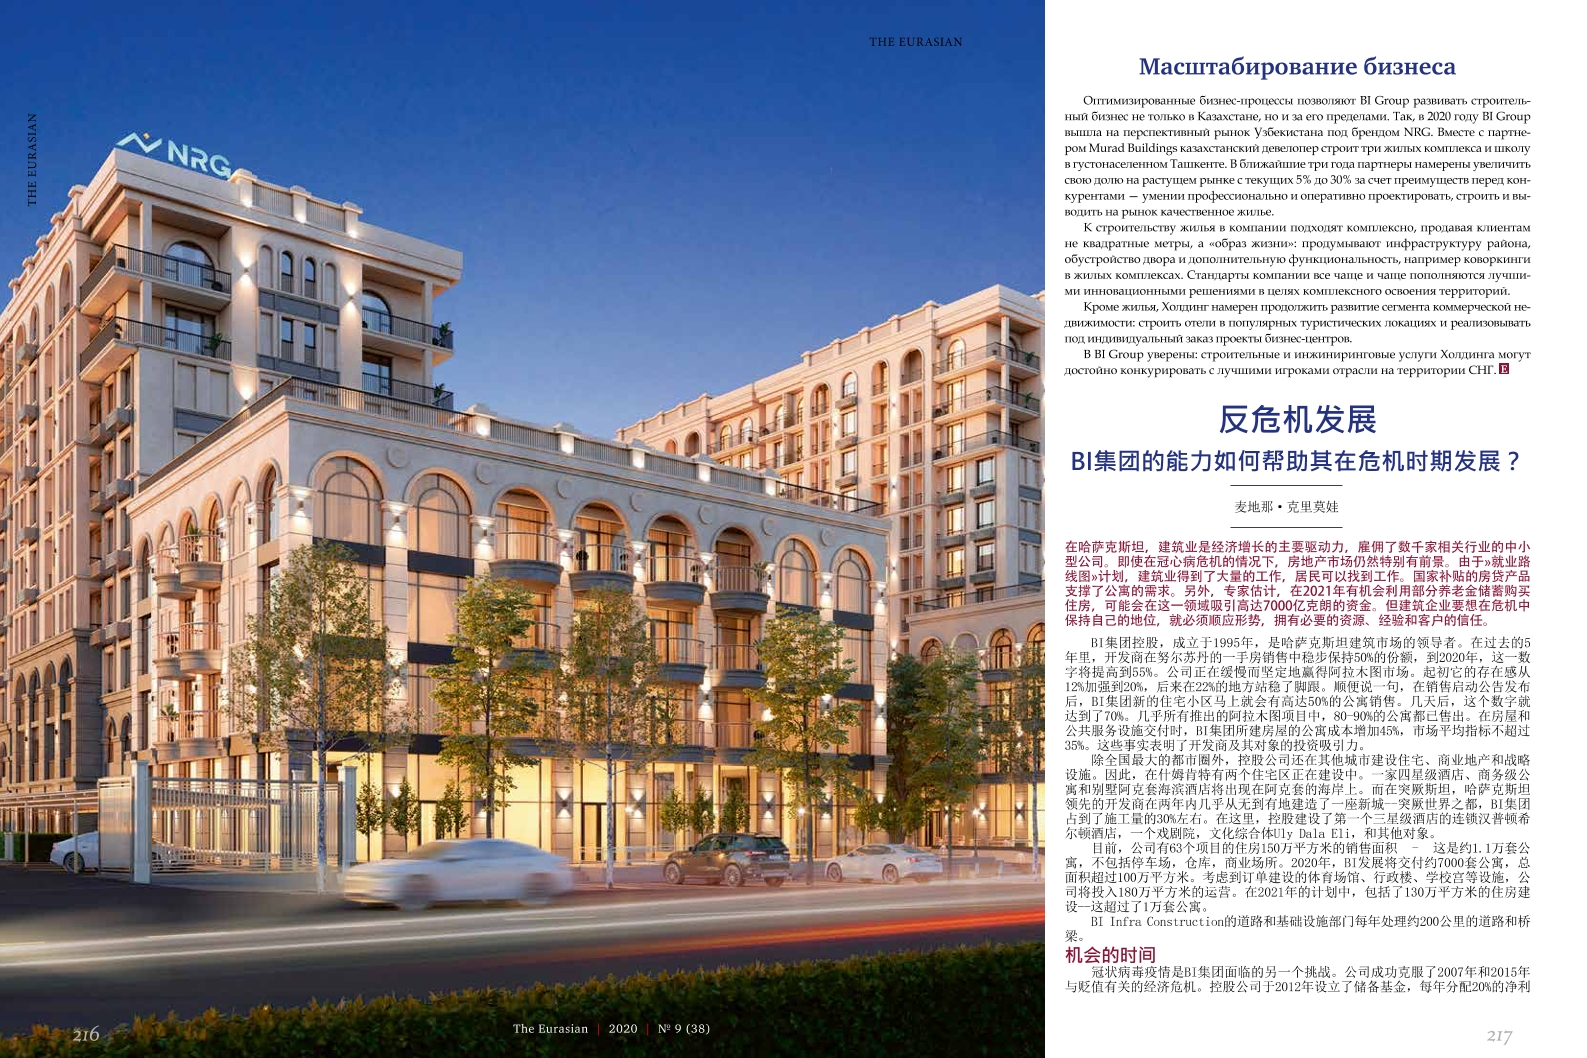 THE EURASIAN
THE EURASIAN
NRG
216
The Eurasian | 2020 | № 9 (38)
Масштабирование бизнеса
Оптимизированные бизнес-процессы позволяют BI Group развивать строитель-
ный бизнес не только в Казахстане, но и за его пределами. Так, в 2020 году BI Group
вышла на перспективный рынок Узбекистана под брендом NRG. Вместе с партне-
ром Murad Buildings казахстанский девелопер строит три жилых комплекса и школу
в густонаселенном Ташкенте. В ближайшие три года партнеры намерены увеличить
свою долю на растущем рынке с текущих 5% до 30% за счет преимуществ перед кон-
курентами — умении профессионально и оперативно проектировать, строить и вы-
водить на рынок качественное жилье.
К строительству жилья в компании подходят комплексно, продавая клиентам
не квадратные метры, а «образ жизни»: продумывают инфраструктуру района,
обустройство двора и дополнительную функциональность, например коворкинги
в жилых комплексах. Стандарты компании все чаще и чаще пополняются лучши-
ми инновационными решениями в целях комплексного освоения территорий.
Кроме жилья, Холдинг намерен продолжить развитие сегмента коммерческой не-
движимости: строить отели в популярных туристических локациях и реализовывать
под индивидуальный заказ проекты бизнес-центров.
В BI Group уверены: строительные и инжиниринговые услуги Холдинга могут
достойно конкурировать с лучшими игроками отрасли на территории СНГ. E
反危机发展
BI集团的能力如何帮助其在危机时期发展？
麦地那·克里莫娃
在哈萨克斯坦，建筑业是经济增长的主要驱动力，雇佣了数千家相关行业的中小
型公司。即使在冠心病危机的情况下，房地产市场仍然特别有前景。由于»就业路
线图»计划，建筑业得到了大量的工作，居民可以找到工作。国家补贴的房贷产品
支撑了公寓的需求。另外，专家估计，在2021年有机会利用部分养老金储蓄购买
住房，可能会在这一领域吸引高达7000亿克朗的资金。但建筑企业要想在危机中
保持自己的地位，就必须顺应形势，拥有必要的资源、经验和客户的信任。
BI集团控股，成立于1995年，是哈萨克斯坦建筑市场的领导者。在过去的5
年里，开发商在努尔苏丹的一手房销售中稳步保持50%的份额，到2020年，这一数
字将提高到55%。公司正在缓慢而坚定地赢得阿拉木图市场。起初它的存在感从
12%加强到20%，后来在22%的地方站稳了脚跟。顺便说一句，在销售启动公告发布
后，BI集团新的住宅小区马上就会有高达50%的公寓销售。几天后，这个数字就
达到了70%。几乎所有推出的阿拉木图项目中，80-90%的公寓都已售出。在房屋和
公共服务设施交付时，BI集团所建房屋的公寓成本增加45%，市场平均指标不超过
35%。这些事实表明了开发商及其对象的投资吸引力。
除全国最大的都市圈外，控股公司还在其他城市建设住宅、商业地产和战略
设施。因此，在什姆肯特有两个住宅区正在建设中。一家四星级酒店、商务级公
寓和别墅阿克套海滨酒店将出现在阿克套的海岸上。而在突厥斯坦，哈萨克斯坦
领先的开发商在两年内几乎从无到有地建造了一座新城--突厥世界之都，BI集团
占到了施工量的30%左右。在这里，控股建设了第一个三星级酒店的连锁汉普顿希
尔顿酒店，一个戏剧院，文化综合体Uly Dala Eli，和其他对象。
目前，公司有63个项目的住房150万平方米的销售面积 - 这是约1.1万套公
寓，不包括停车场，仓库，商业场所。2020年，BI发展将交付约7000套公寓，总
面积超过100万平方米。考虑到订单建设的体育场馆、行政楼、学校宫等设施，公
司将投入180万平方米的运营。在2021年的计划中，包括了130万平方米的住房建
设—这超过了1万套公寓。
BI Infra Construction的道路和基础设施部门每年处理约200公里的道路和桥
梁。
机会的时间
冠状病毒疫情是BI集团面临的另一个挑战。公司成功克服了2007年和2015年
与贬值有关的经济危机。控股公司于2012年设立了储备基金，每年分配20%的净利
217